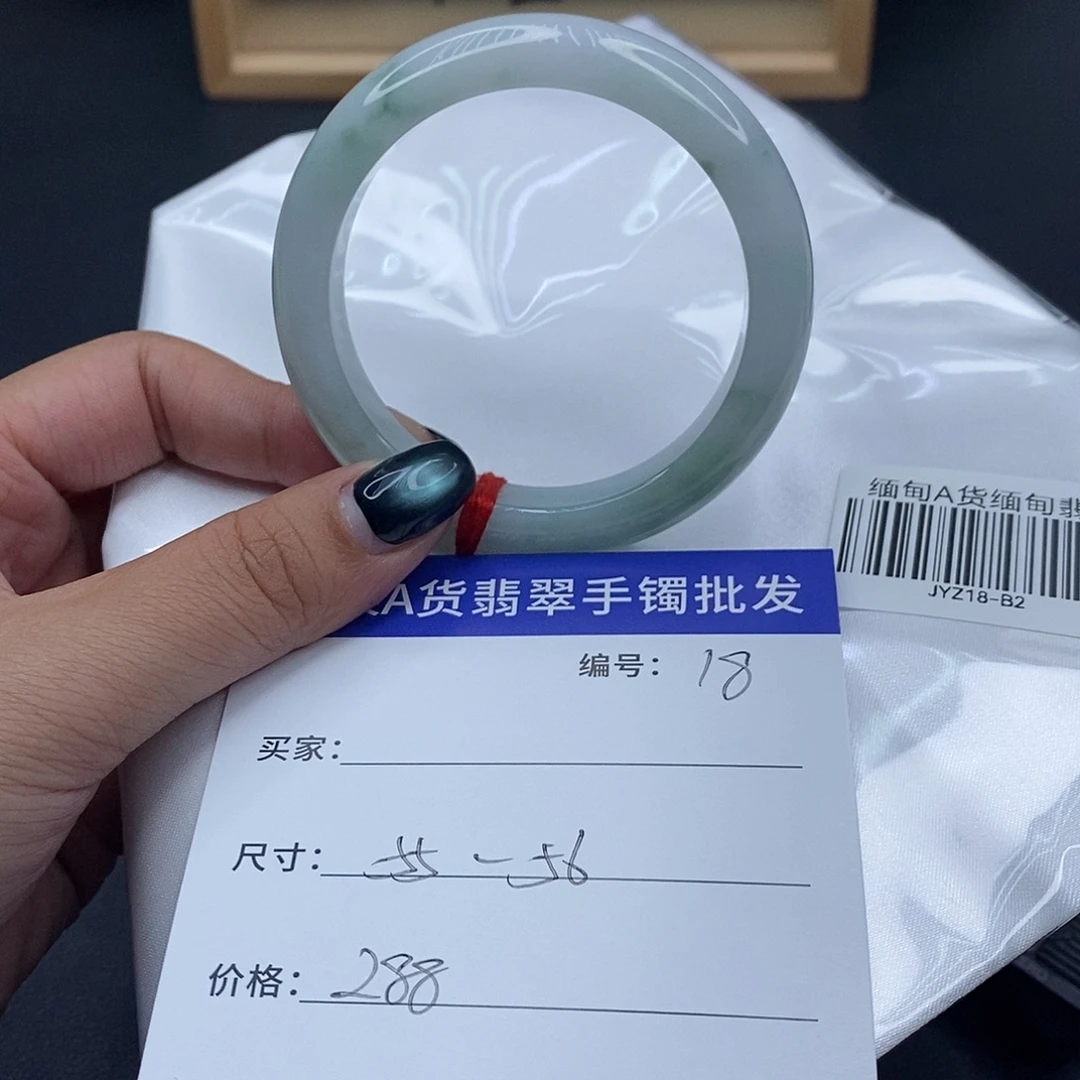 缅甸A货缅甸
JYZ18-B2
A货翡翠手镯批发
编号：18
买家：
尺寸：55-56
价格：288